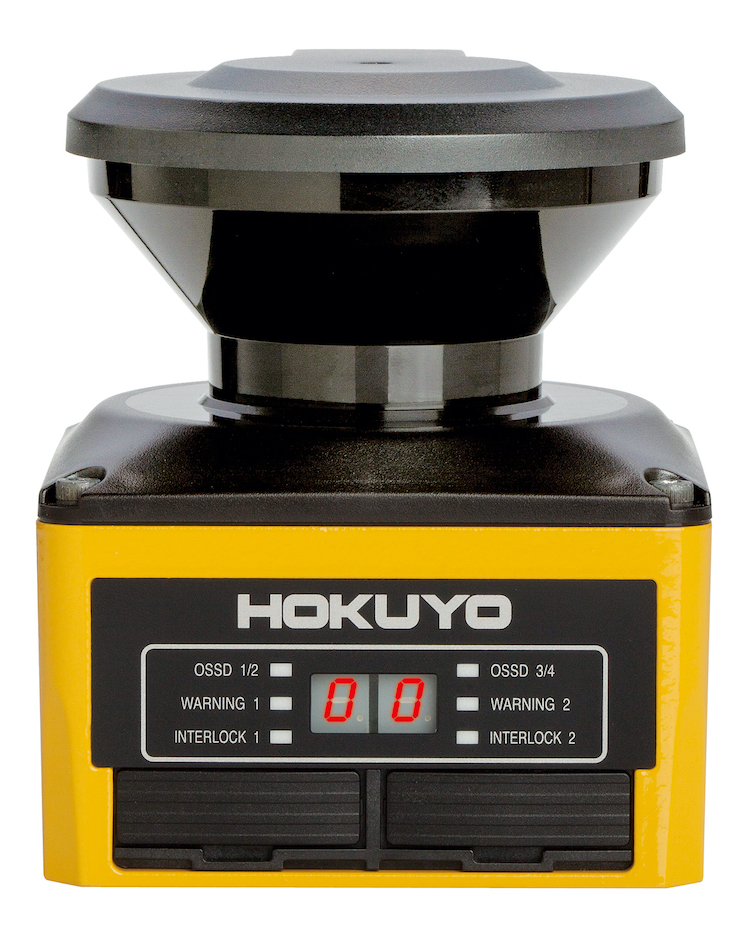 HOKUYO
OSSD 1/2 00 OSSD 3/4
WARNING 1 WARNING 2
INTERLOCK 1 INTERLOCK 2